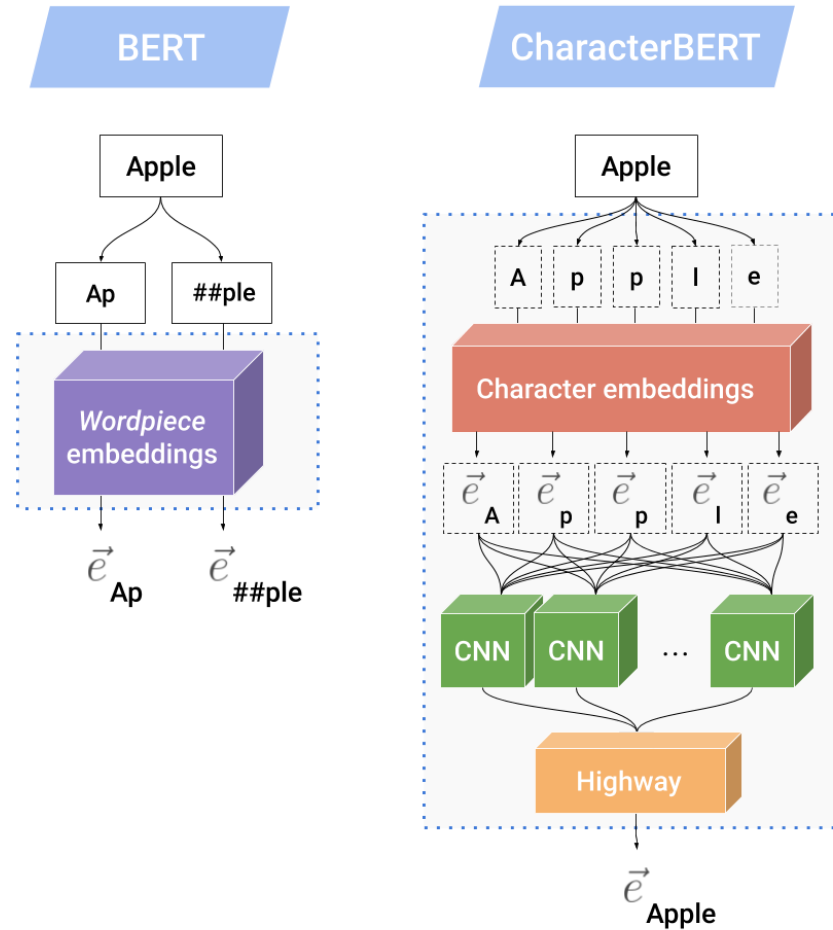 BERT
Apple
Ap
##ple
Wordpiece
embeddings
e⃗ Ap
e⃗ ##ple
CharacterBERT
Apple
A p p l e
Character embeddings
e⃗ A e⃗ p e⃗ p e⃗ l e⃗ e
CNN CNN ... CNN
Highway
e⃗ Apple